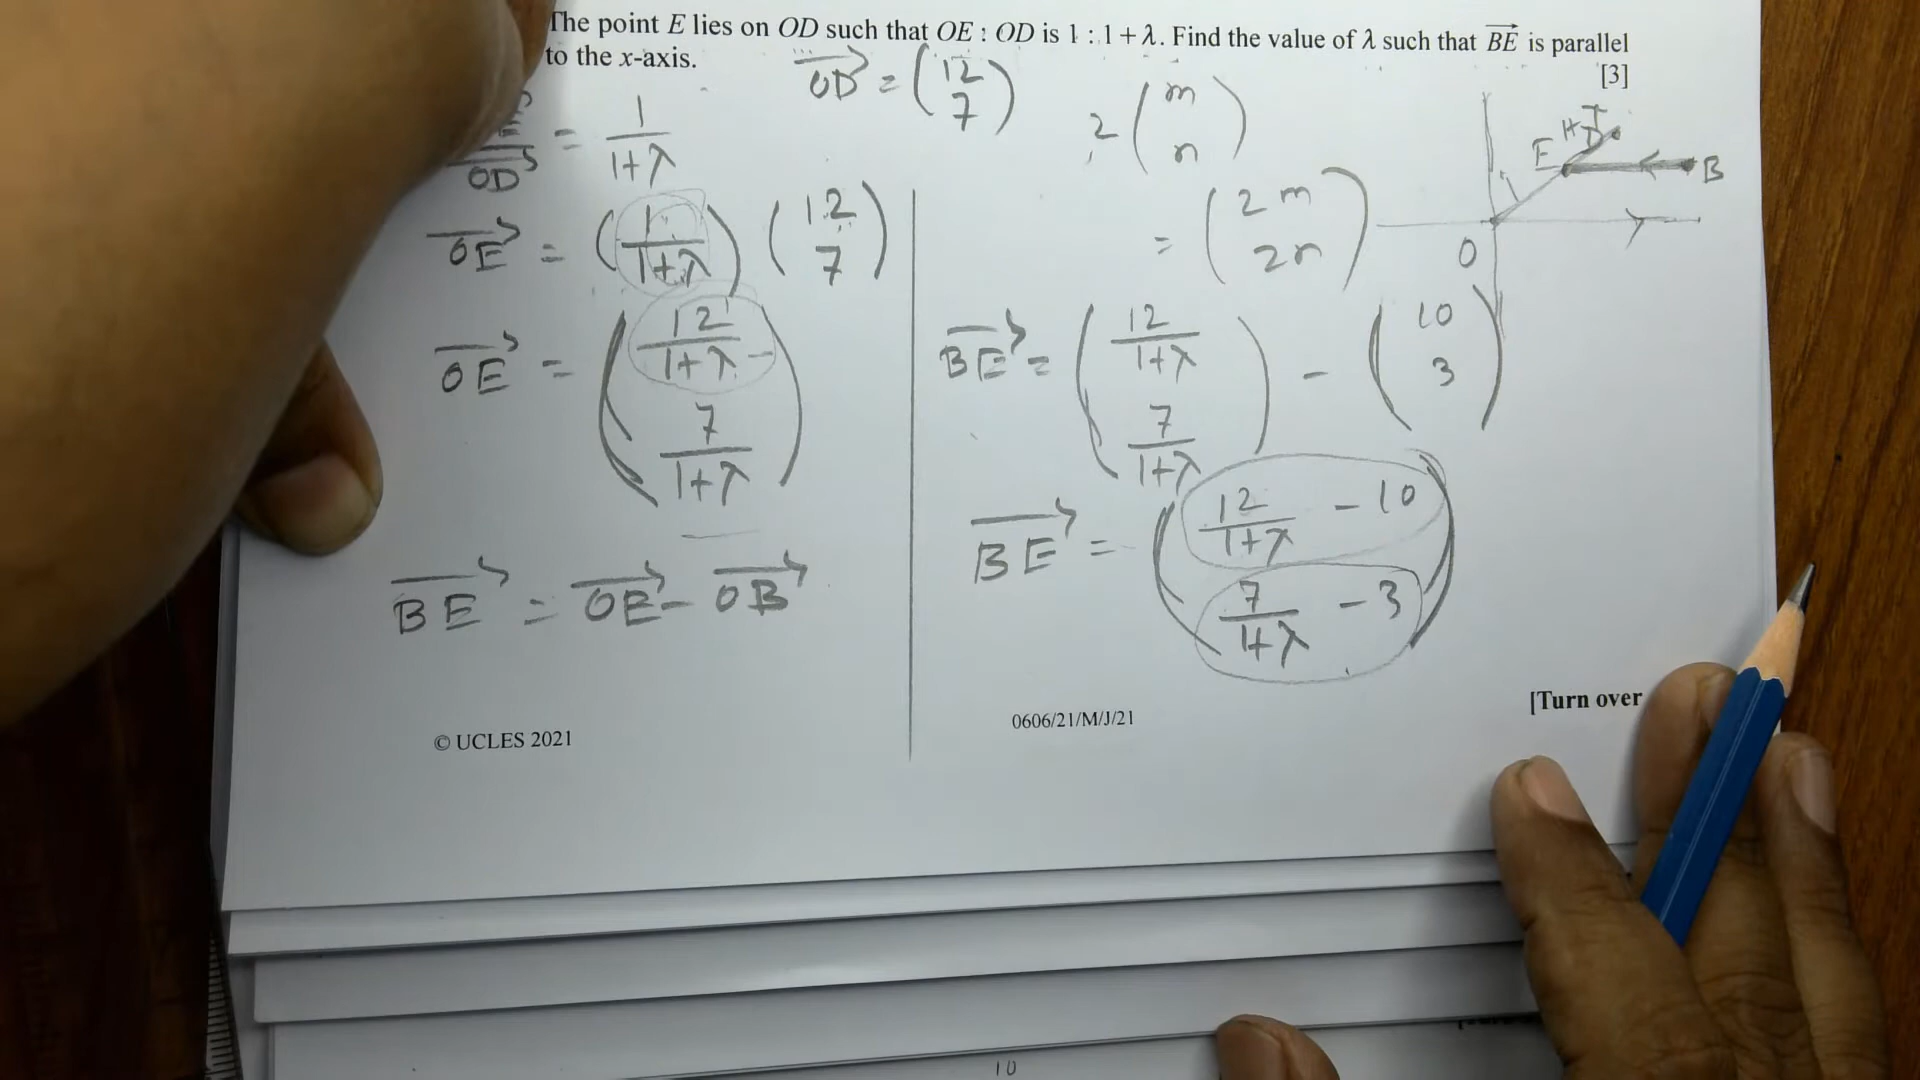 The point E lies on OD such that OE : OD is 1 : 1 + λ. Find the value of λ such that BE is parallel
to the x-axis.
[3]
OD = (12 7)
2 (m n)
= (2m 2n)
OD = 1/(1+λ)
OE = (1/(1+λ)) (12 7)
OE = (12/(1+λ) 7/(1+λ))
BE = OE - OB
E D B
O
BE = (12/(1+λ) 7/(1+λ)) - (10 3)
BE = (12/(1+λ) - 10 7/(1+λ) - 3)
[Turn over
© UCLES 2021
0606/21/M/J/21
10